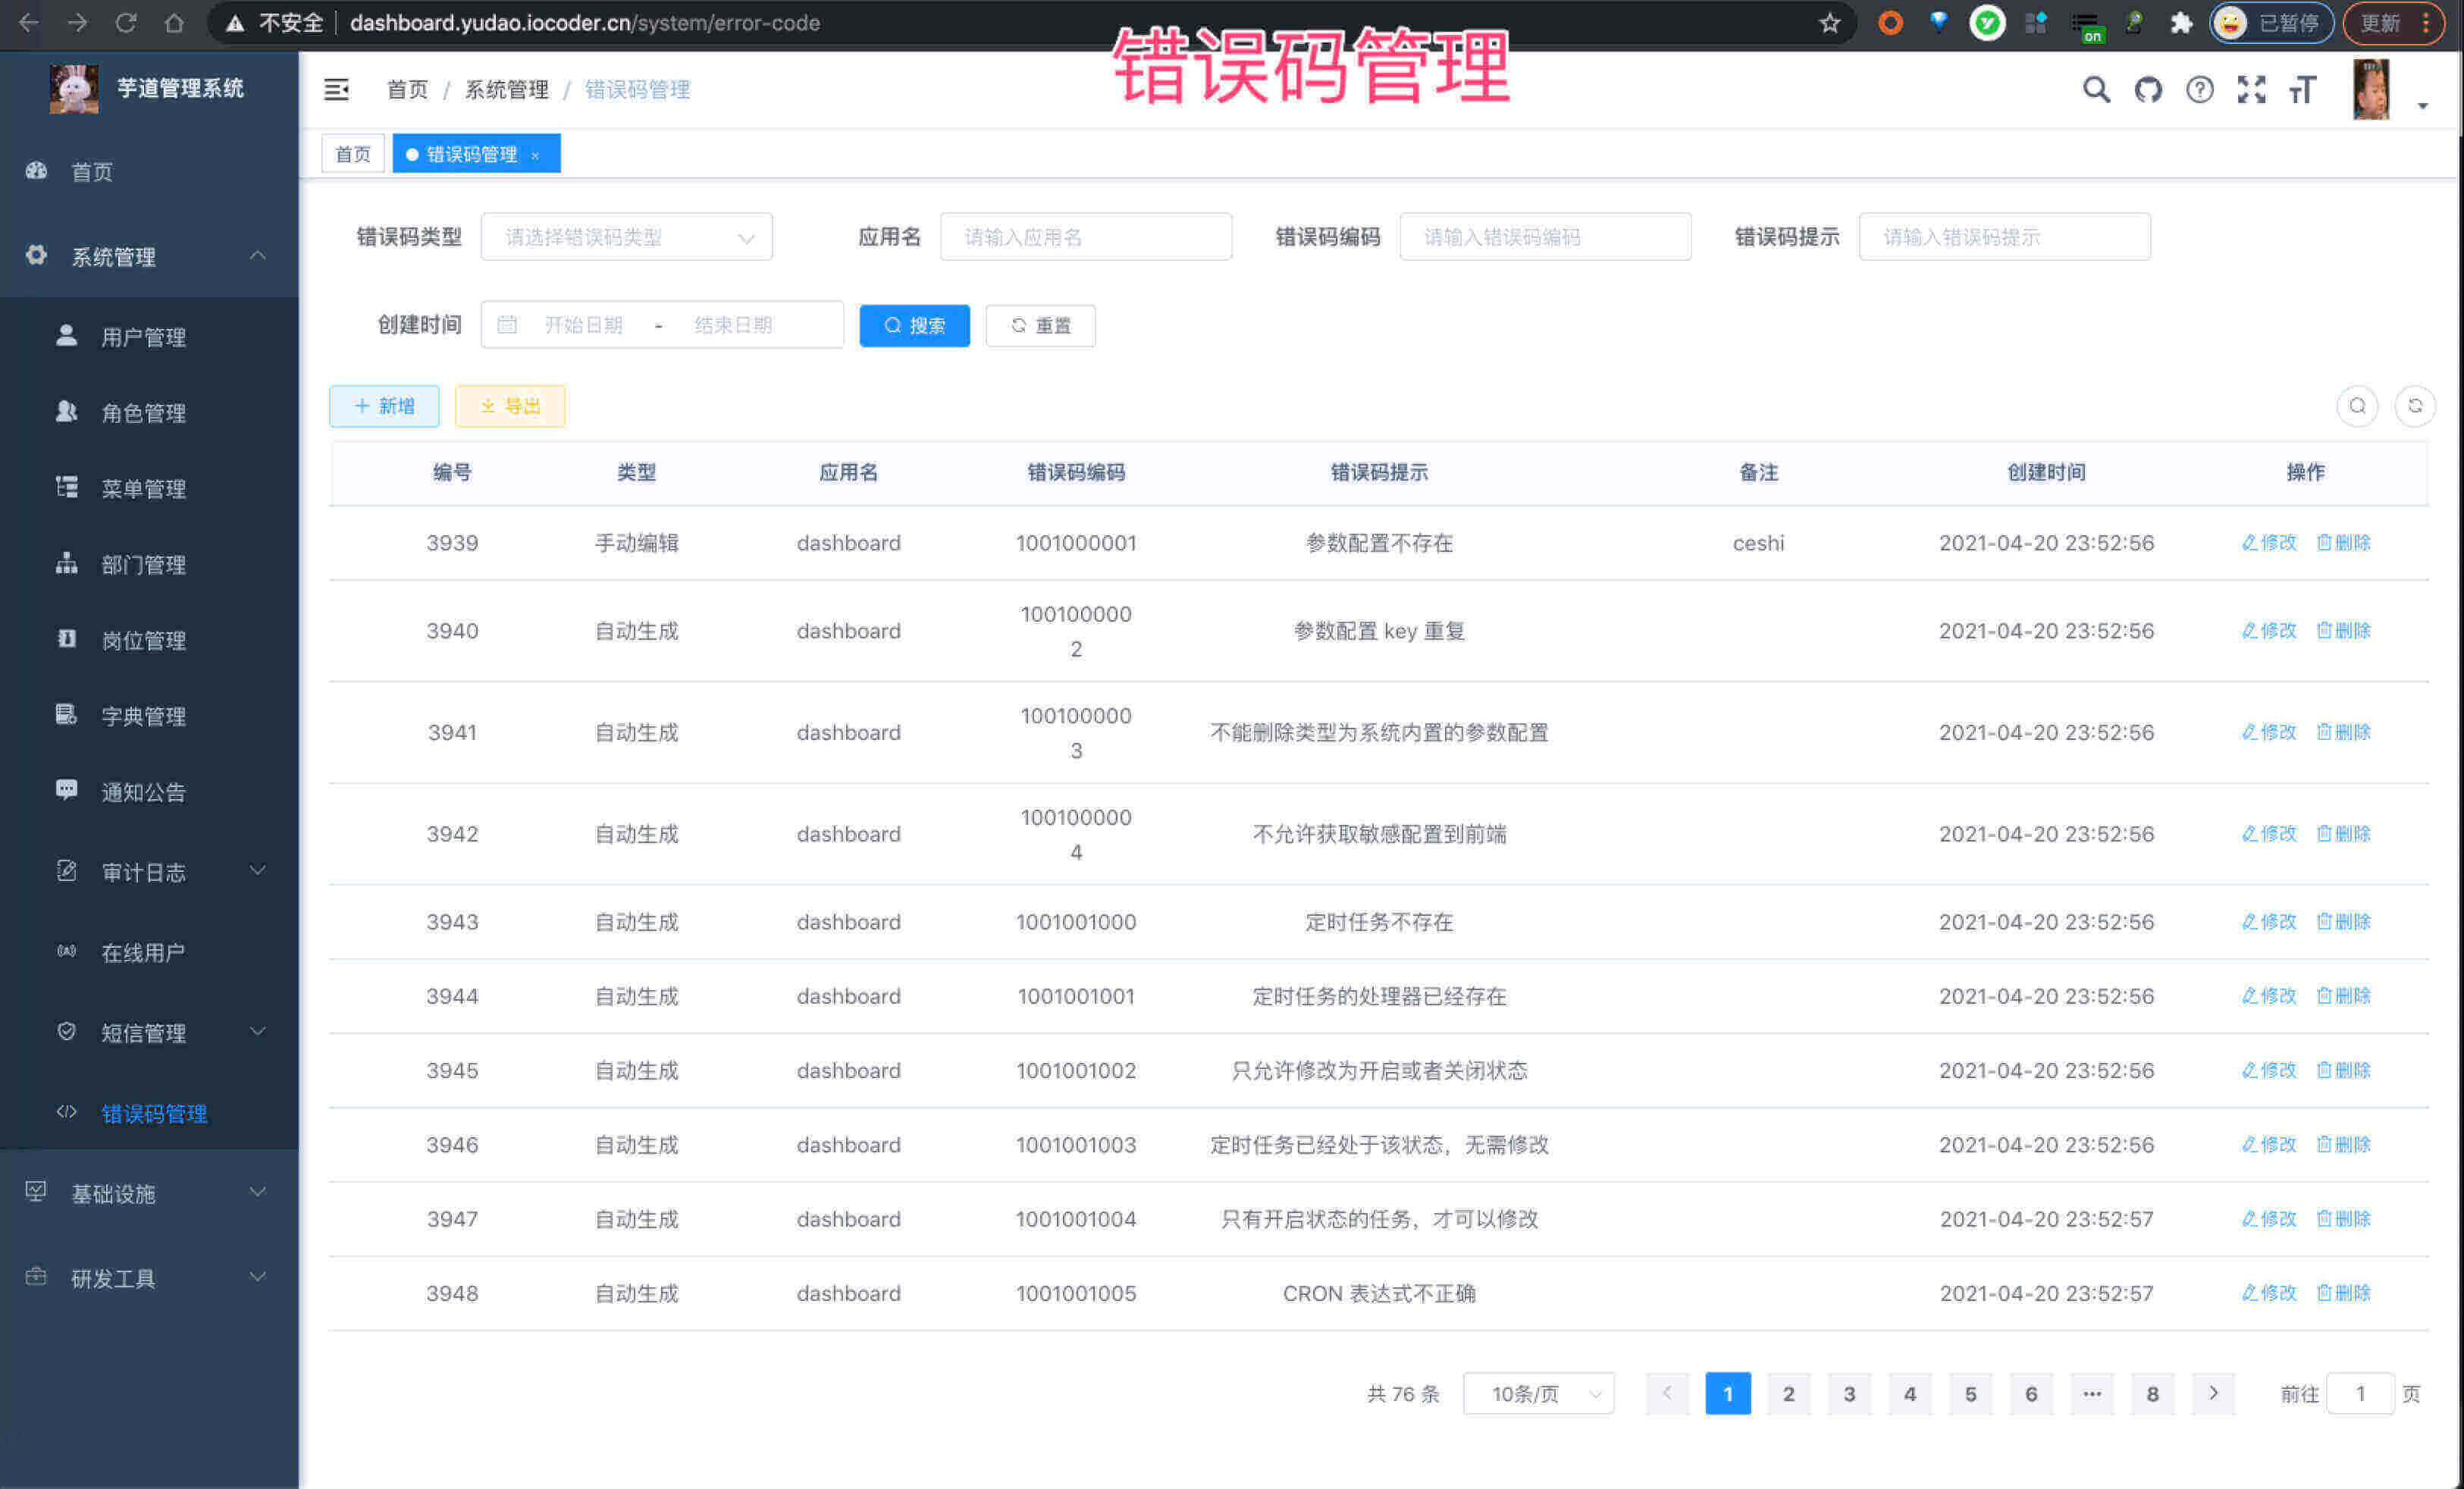 不安全 dashboard.yudao.iocoder.cn/system/error-code on 已暂停 更新
错误码管理
芋道管理系统
首页 / 系统管理 / 错误码管理
首页 错误码管理 ×
首页
系统管理
用户管理
角色管理
菜单管理
部门管理
岗位管理
字典管理
通知公告
审计日志
在线用户
短信管理
错误码管理
基础设施
研发工具
错误码类型 请选择错误码类型 应用名 请输入应用名 错误码编码 请输入错误码编码 错误码提示 请输入错误码提示
创建时间 开始日期 - 结束日期 搜索 重置
新增 导出
编号 类型 应用名 错误码编码 错误码提示 备注 创建时间 操作
3939 手动编辑 dashboard 1001000001 参数配置不存在 ceshi 2021-04-20 23:52:56 修改 删除
3940 自动生成 dashboard 100100000
2 参数配置 key 重复 2021-04-20 23:52:56 修改 删除
3941 自动生成 dashboard 100100000
3 不能删除类型为系统内置的参数配置 2021-04-20 23:52:56 修改 删除
3942 自动生成 dashboard 100100000
4 不允许获取敏感配置到前端 2021-04-20 23:52:56 修改 删除
3943 自动生成 dashboard 1001001000 定时任务不存在 2021-04-20 23:52:56 修改 删除
3944 自动生成 dashboard 1001001001 定时任务的处理器已经存在 2021-04-20 23:52:56 修改 删除
3945 自动生成 dashboard 1001001002 只允许修改为开启或者关闭状态 2021-04-20 23:52:56 修改 删除
3946 自动生成 dashboard 1001001003 定时任务已经处于该状态，无需修改 2021-04-20 23:52:56 修改 删除
3947 自动生成 dashboard 1001001004 只有开启状态的任务，才可以修改 2021-04-20 23:52:57 修改 删除
3948 自动生成 dashboard 1001001005 CRON 表达式不正确 2021-04-20 23:52:57 修改 删除
共 76 条 10条/页 1 2 3 4 5 6 ··· 8 前往 1 页